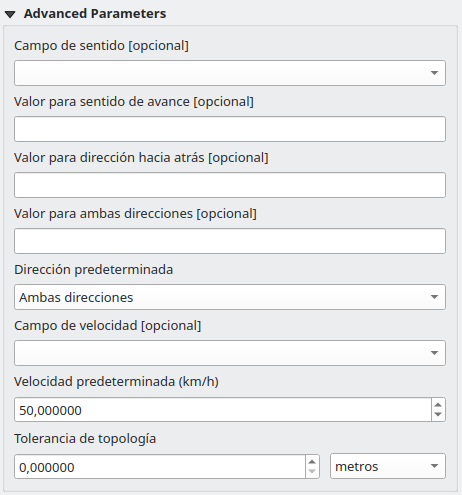 Advanced Parameters
Campo de sentido [opcional]
Valor para sentido de avance [opcional]
Valor para dirección hacia atrás [opcional]
Valor para ambas direcciones [opcional]
Dirección predeterminada
Ambas direcciones
Campo de velocidad [opcional]
Velocidad predeterminada (km/h)
50,000000
Tolerancia de topología
0,000000 metros